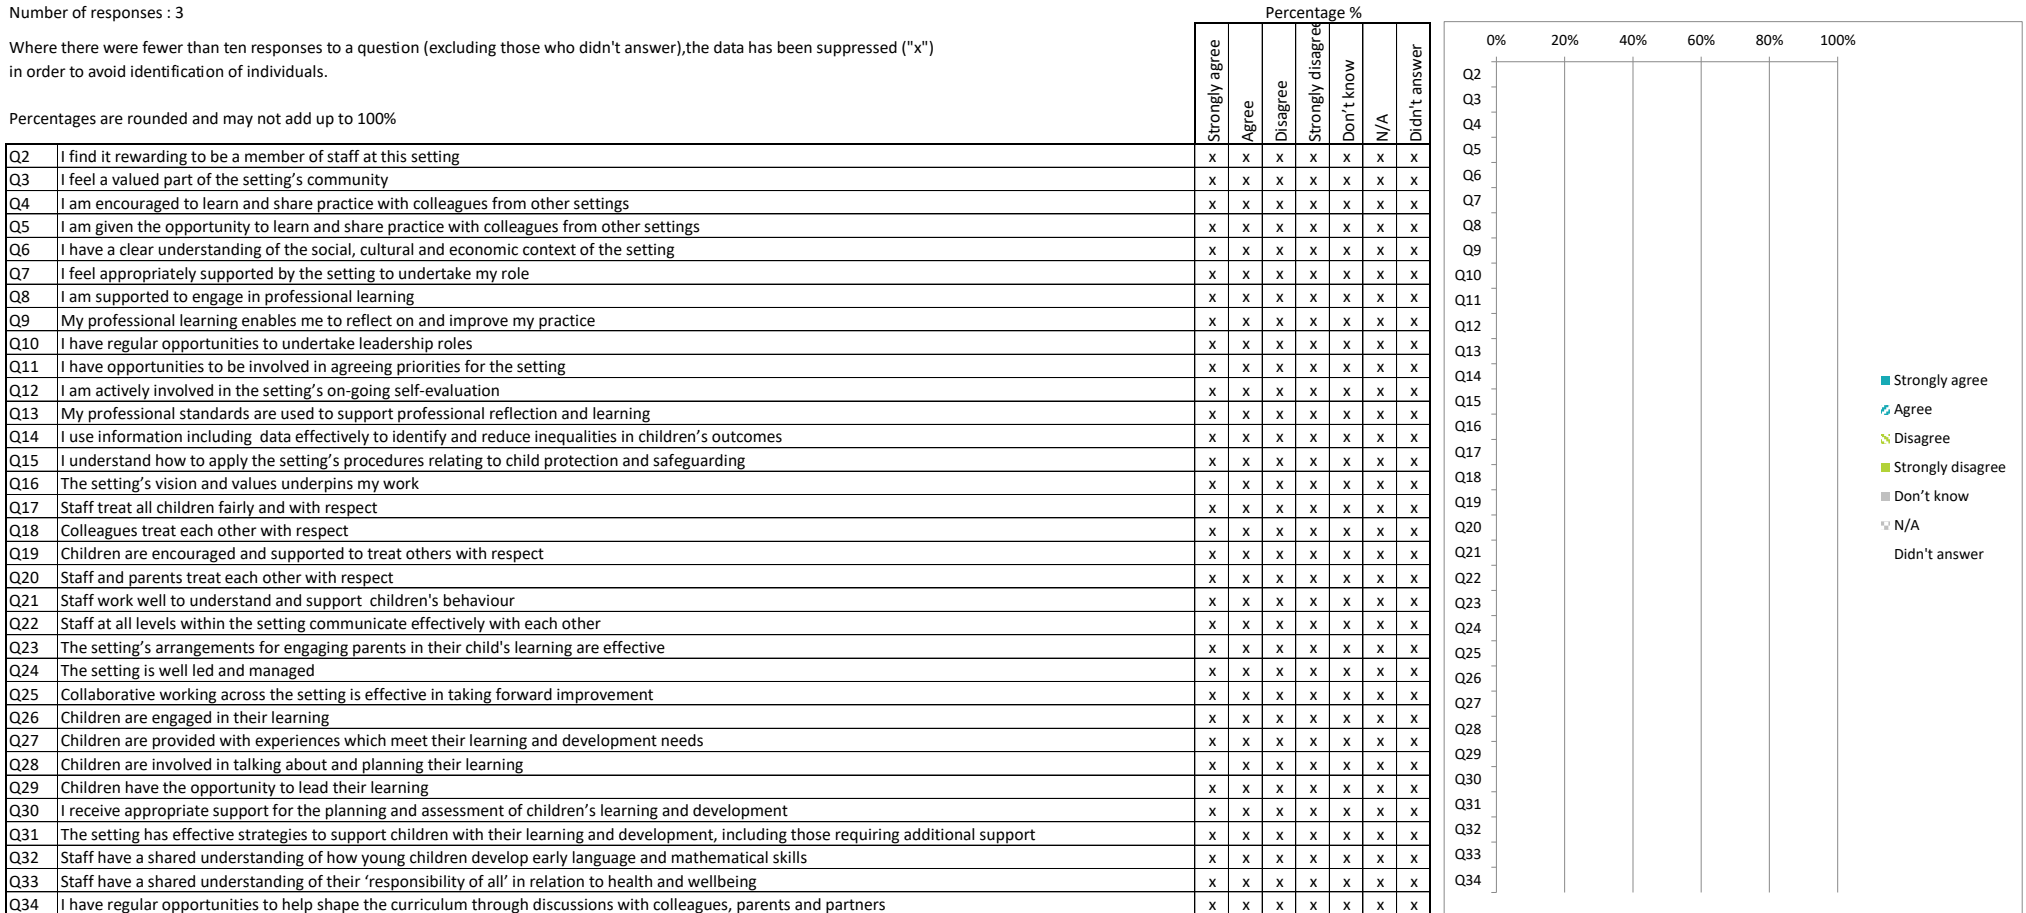 Number of responses : 3
Percentage %
Where there were fewer than ten responses to a question (excluding those who didn't answer),the data has been suppressed ("x")
in order to avoid identification of individuals.
Percentages are rounded and may not add up to 100%
Strongly agree
Agree
Disagree
Strongly disagree
Don't know
N/A
Didn't answer
Q2 I find it rewarding to be a member of staff at this setting x x x x x x x
Q3 I feel a valued part of the setting’s community x x x x x x x
Q4 I am encouraged to learn and share practice with colleagues from other settings x x x x x x x
Q5 I am given the opportunity to learn and share practice with colleagues from other settings x x x x x x x
Q6 I have a clear understanding of the social, cultural and economic context of the setting x x x x x x x
Q7 I feel appropriately supported by the setting to undertake my role x x x x x x x
Q8 I am supported to engage in professional learning x x x x x x x
Q9 My professional learning enables me to reflect on and improve my practice x x x x x x x
Q10 I have regular opportunities to undertake leadership roles x x x x x x x
Q11 I have opportunities to be involved in agreeing priorities for the setting x x x x x x x
Q12 I am actively involved in the setting’s on-going self-evaluation x x x x x x x
Q13 My professional standards are used to support professional reflection and learning x x x x x x x
Q14 I use information including  data effectively to identify and reduce inequalities in children’s outcomes x x x x x x x
Q15 I understand how to apply the setting’s procedures relating to child protection and safeguarding x x x x x x x
Q16 The setting’s vision and values underpins my work x x x x x x x
Q17 Staff treat all children fairly and with respect x x x x x x x
Q18 Colleagues treat each other with respect x x x x x x x
Q19 Children are encouraged and supported to treat others with respect x x x x x x x
Q20 Staff and parents treat each other with respect x x x x x x x
Q21 Staff work well to understand and support  children's behaviour x x x x x x x
Q22 Staff at all levels within the setting communicate effectively with each other x x x x x x x
Q23 The setting’s arrangements for engaging parents in their child's learning are effective x x x x x x x
Q24 The setting is well led and managed x x x x x x x
Q25 Collaborative working across the setting is effective in taking forward improvement x x x x x x x
Q26 Children are engaged in their learning x x x x x x x
Q27 Children are provided with experiences which meet their learning and development needs x x x x x x x
Q28 Children are involved in talking about and planning their learning x x x x x x x
Q29 Children have the opportunity to lead their learning x x x x x x x
Q30 I receive appropriate support for the planning and assessment of children’s learning and development x x x x x x x
Q31 The setting has effective strategies to support children with their learning and development, including those requiring additional support x x x x x x x
Q32 Staff have a shared understanding of how young children develop early language and mathematical skills x x x x x x x
Q33 Staff have a shared understanding of their ‘responsibility of all’ in relation to health and wellbeing x x x x x x x
Q34 I have regular opportunities to help shape the curriculum through discussions with colleagues, parents and partners x x x x x x x
0% 20% 40% 60% 80% 100%
Q2
Q3
Q4
Q5
Q6
Q7
Q8
Q9
Q10
Q11
Q12
Q13
Q14
Q15
Q16
Q17
Q18
Q19
Q20
Q21
Q22
Q23
Q24
Q25
Q26
Q27
Q28
Q29
Q30
Q31
Q32
Q33
Q34
Strongly agree
Agree
Disagree
Strongly disagree
Don’t know
N/A
Didn't answer